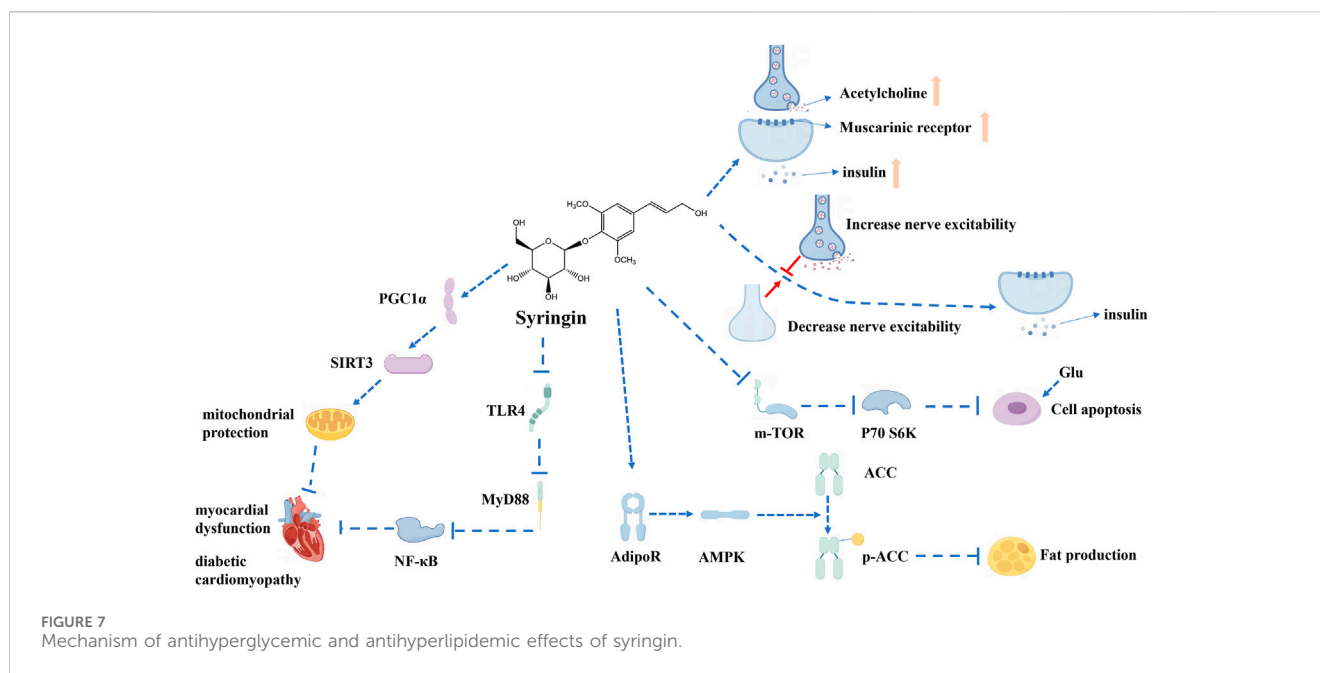 Acetylcholine
Muscarinic receptor
insulin
Increase nerve excitability
Decrease nerve excitability
insulin
OH
H₃CO
OH
O
O
OCH₃
HO
OH
OH
Syringin
PGC1α
SIRT3
mitochondrial
protection
myocardial
dysfunction
diabetic
cardiomyopathy
TLR4
MyD88
NF-κB
m-TOR
P70 S6K
Glu
Cell apoptosis
ACC
AdipoR
AMPK
p-ACC
Fat production
FIGURE 7
Mechanism of antihyperglycemic and antihyperlipidemic effects of syringin.